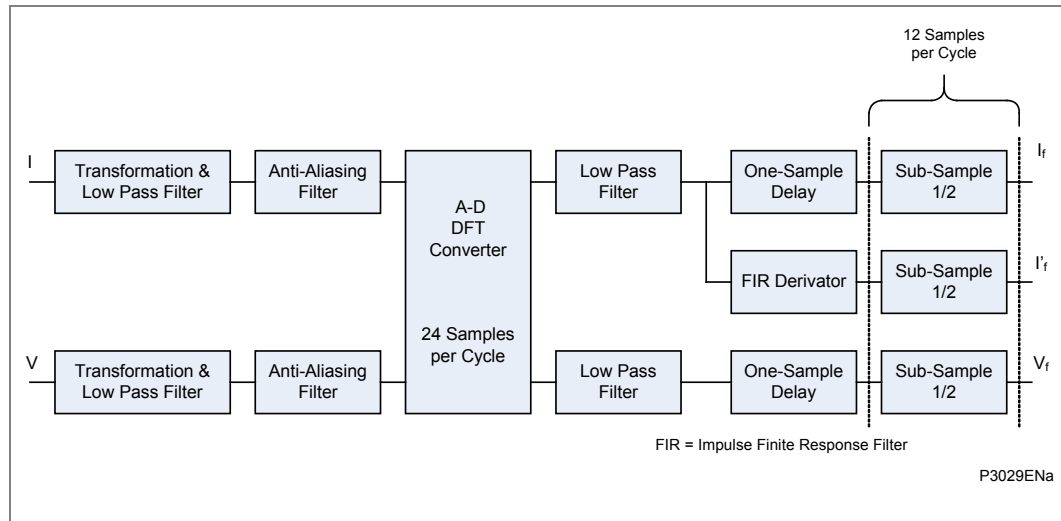 12 Samples
per Cycle
I
Transformation &
Low Pass Filter
Anti-Aliasing
Filter
A-D
DFT
Converter
24 Samples
per Cycle
Low Pass
Filter
One-Sample
Delay
Sub-Sample
1/2
If
FIR Derivator
Sub-Sample
1/2
I'f
V
Transformation &
Low Pass Filter
Anti-Aliasing
Filter
Low Pass
Filter
One-Sample
Delay
Sub-Sample
1/2
Vf
FIR = Impulse Finite Response Filter
P3029ENa